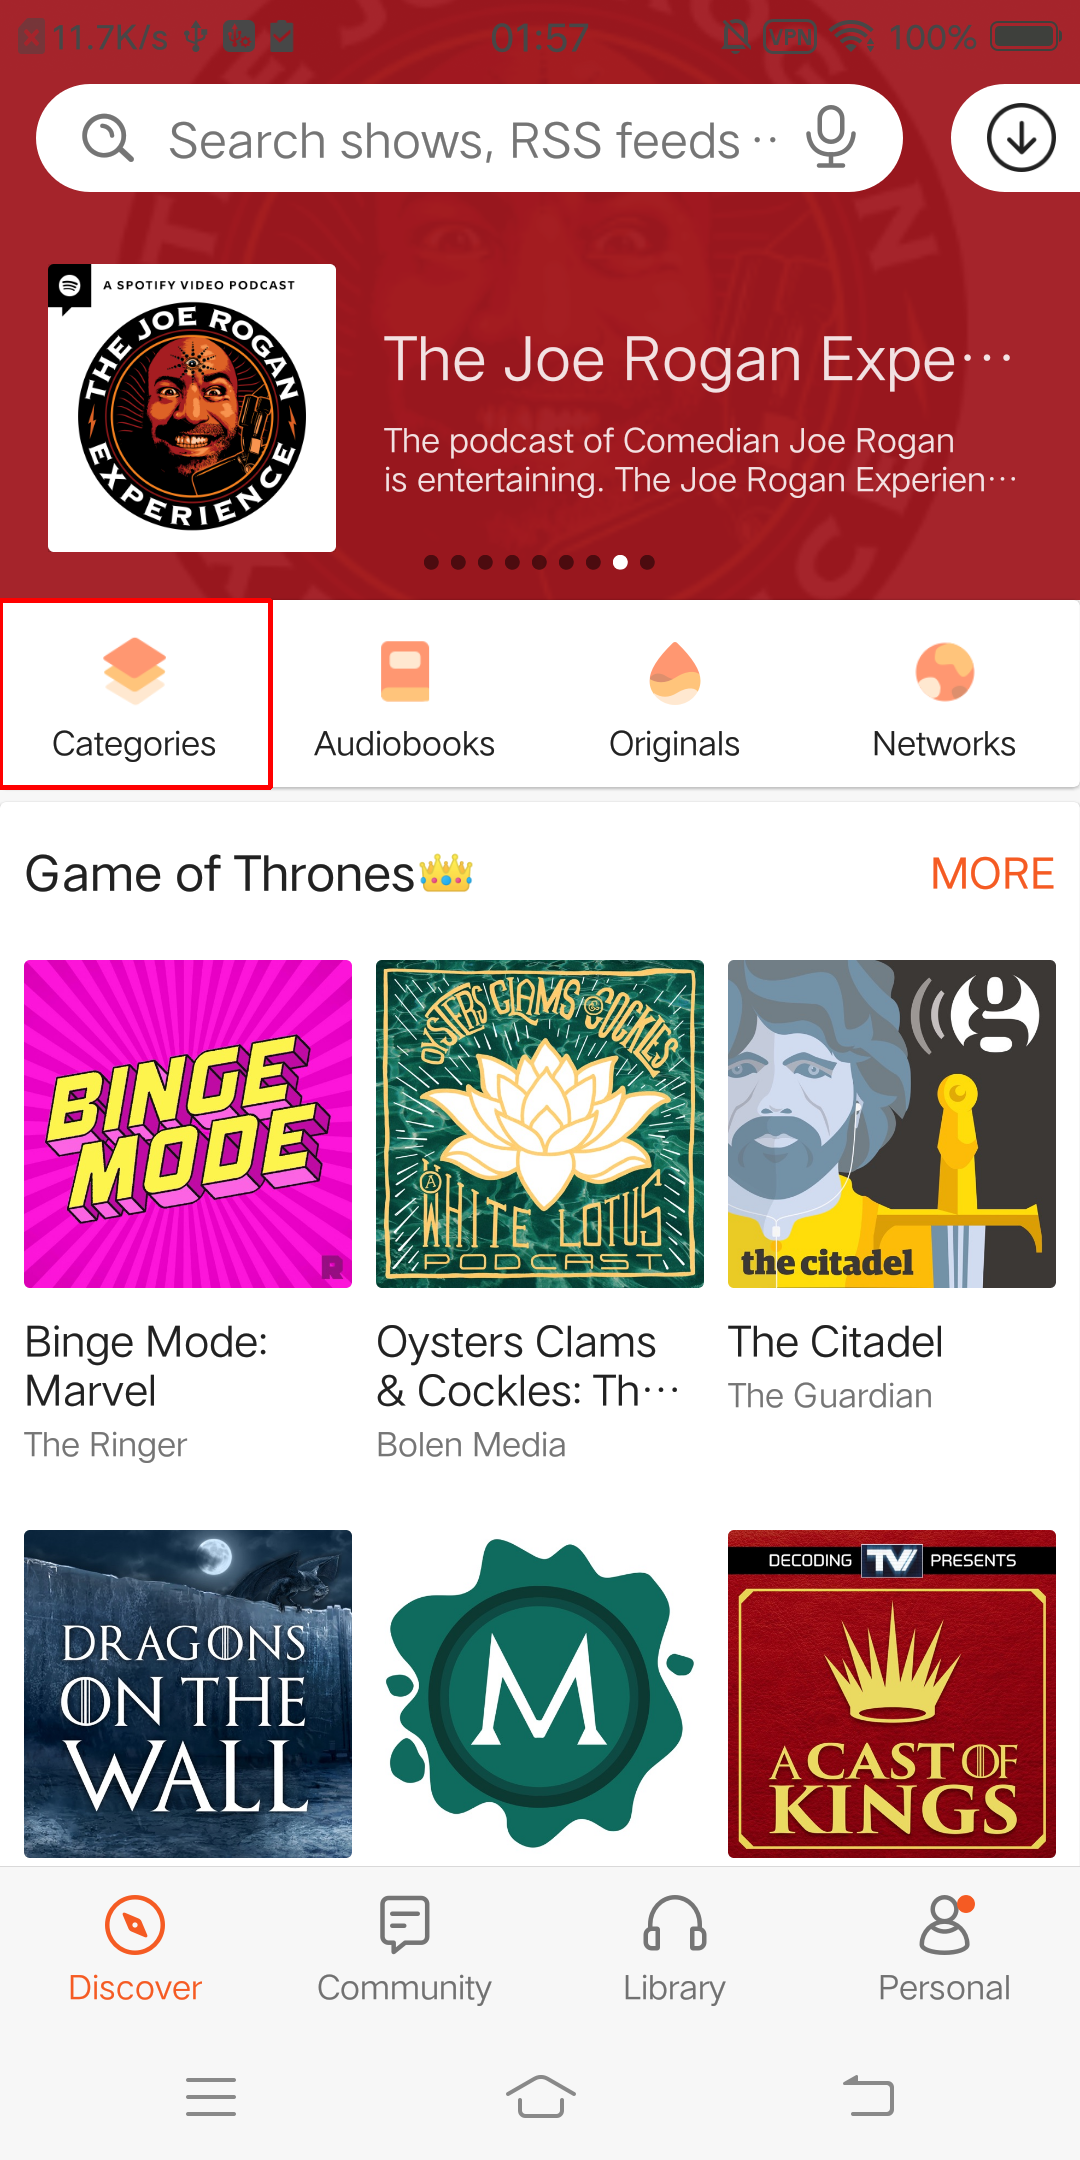 11.7K/s 01:57 VPN 100%
Search shows, RSS feeds ··
A SPOTIFY VIDEO PODCAST
THE JOE ROGAN
EXPERIENCE
The Joe Rogan Expe···
The podcast of Comedian Joe Rogan
is entertaining. The Joe Rogan Experien···
Categories Audiobooks Originals Networks
Game of Thrones MORE
BINGE
MODE
R
OYSTERS CLAMS & COCKLES
A
WHITE LOTUS
PODCAST
g
the citadel
Binge Mode:
Marvel
The Ringer
Oysters Clams
& Cockles: Th···
Bolen Media
The Citadel
The Guardian
DRAGONS
ON THE
WALL
M
DECODING TV PRESENTS
A CAST OF
KINGS
Discover Community Library Personal